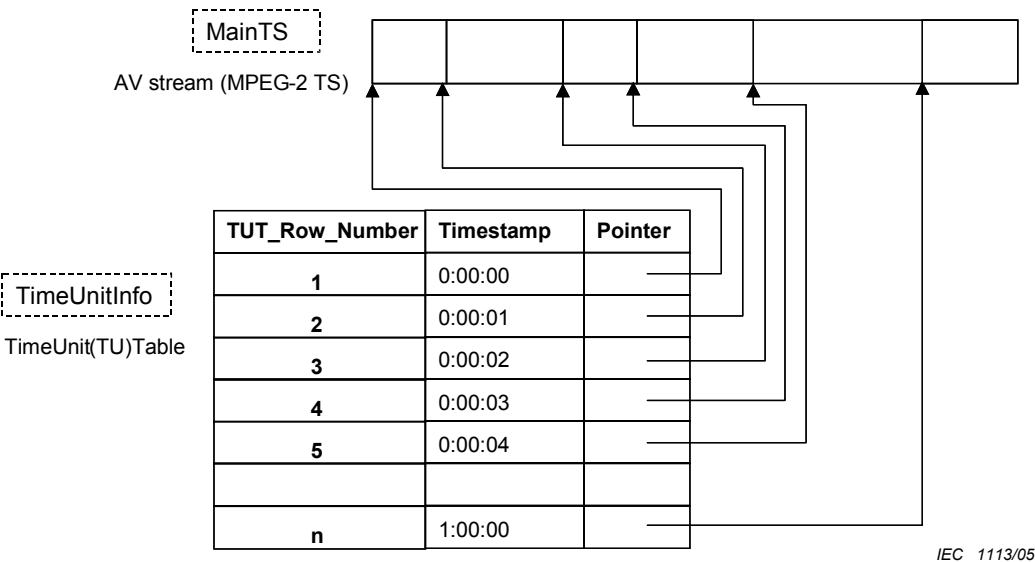 MainTS
AV stream (MPEG-2 TS)
TUT_Row_Number Timestamp Pointer
1 0:00:00
2 0:00:01
3 0:00:02
4 0:00:03
5 0:00:04
n 1:00:00
TimeUnitInfo
TimeUnit(TU)Table
IEC 1113/05